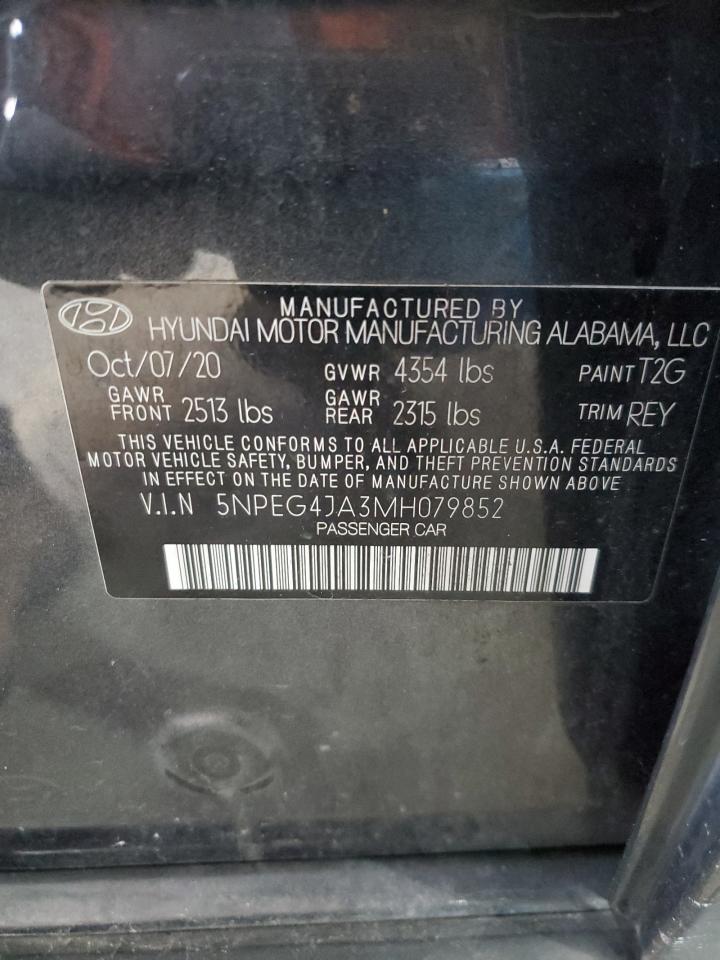 MANUFACTURED BY
HYUNDAI MOTOR MANUFACTURING ALABAMA, LLC
Oct/07/20 GVWR 4354 lbs PAINT T2G
GAWR FRONT 2513 lbs GAWR REAR 2315 lbs TRIM REY
THIS VEHICLE CONFORMS TO ALL APPLICABLE U.S.A. FEDERAL
MOTOR VEHICLE SAFETY, BUMPER, AND THEFT PREVENTION STANDARDS
IN EFFECT ON THE DATE OF MANUFACTURE SHOWN ABOVE
V.I.N 5NPEG4JA3MH079852
PASSENGER CAR